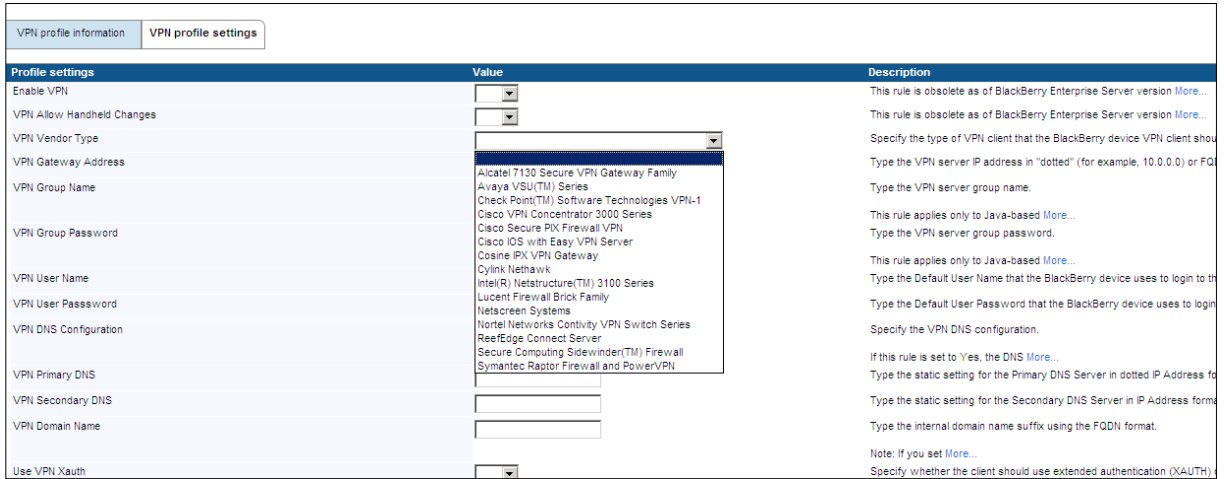 VPN profile information VPN profile settings
Profile settings Value Description
Enable VPN This rule is obsolete as of BlackBerry Enterprise Server version More...
VPN Allow Handheld Changes This rule is obsolete as of BlackBerry Enterprise Server version More...
VPN Vendor Type Specify the type of VPN client that the BlackBerry device VPN client shou
VPN Gateway Address Type the VPN server IP address in "dotted" (for example, 10.0.0.0) or FQD
Alcatel 7130 Secure VPN Gateway Family
Avaya VSU(TM) Series
Check Point(TM) Software Technologies VPN-1
Cisco VPN Concentrator 3000 Series
Cisco Secure PIX Firewall VPN
Cisco IOS with Easy VPN Server
Cosine IPX VPN Gateway
Cylink Nethawk
Intel(R) Netstructure(TM) 3100 Series
Lucent Firewall Brick Family
Netscreen Systems
Nortel Networks Contivity VPN Switch Series
ReefEdge Connect Server
Secure Computing Sidewinder(TM) Firewall
Symantec Raptor Firewall and PowerVPN
VPN Group Name Type the VPN server group name.
This rule applies only to Java-based More...
VPN Group Password Type the VPN server group password.
This rule applies only to Java-based More...
VPN User Name Type the Default User Name that the BlackBerry device uses to login to th
VPN User Passsword Type the Default User Password that the BlackBerry device uses to login
VPN DNS Configuration Specify the VPN DNS configuration.
If this rule is set to Yes, the DNS More...
VPN Primary DNS Type the static setting for the Primary DNS Server in dotted IP Address fo
VPN Secondary DNS Type the static setting for the Secondary DNS Server in IP Address forma
VPN Domain Name Type the internal domain name suffix using the FQDN format.
Note: If you set More...
Use VPN Xauth Specify whether the client should use extended authentication (XAUTH)